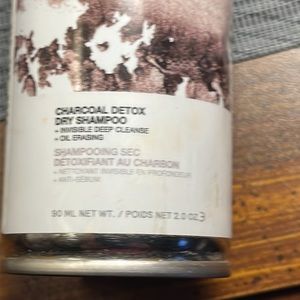 CHARCOAL DETOX
DRY SHAMPOO
+ INVISIBLE DEEP CLEANSE
+ OIL ERASING
SHAMPOOING SEC
DÉTOXIFIANT AU CHARBON
+ NETTOYANT INVISIBLE EN PROFONDEUR
+ ANTI-SÉBUM
90 ML NET WT. / POIDS NET 2.0 OZ